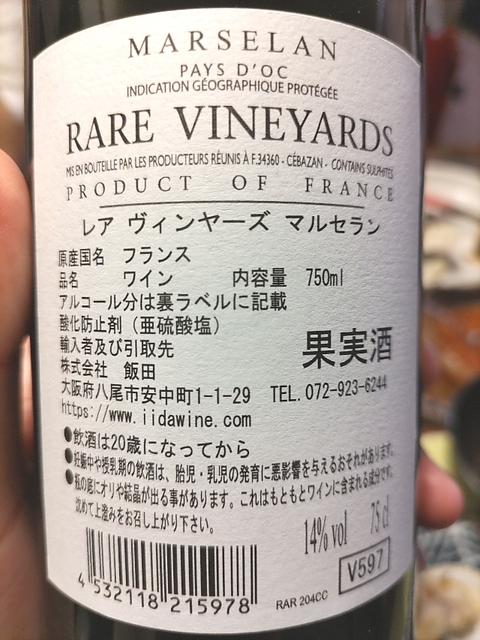 MARSELAN
PAYS D'OC
INDICATION GÉOGRAPHIQUE PROTÉGÉE
RARE VINEYARDS
MIS EN BOUTEILLE PAR LES PRODUCTEURS RÉUNIS À F.34360 - CÉBAZAN - CONTAINS SULPHITES
PRODUCT OF FRANCE
レア ヴィンヤーズ マルセラン
原産国名 フランス
品名 ワイン 内容量 750ml
アルコール分は裏ラベルに記載
酸化防止剤（亜硫酸塩）
輸入者及び引取先 果実酒
株式会社 飯田
大阪府八尾市安中町1-1-29 TEL.072-923-6244
https://www.iidawine.com
●飲酒は20歳になってから
●妊娠中や授乳期の飲酒は、胎児・乳児の発育に悪影響を与えるおそれがあります。
●瓶の底にオリや結晶が出る事があります。これはもともとワインに含まれる成分です。
沈めて上澄みをお召し上がり下さい。
14% vol 75 cl
V597
4 532118 215978
RAR 204CC